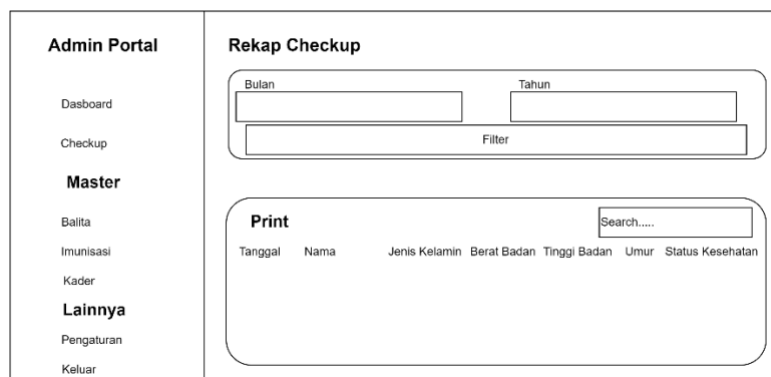 Admin Portal
Dasboard
Checkup
Master
Balita
Imunisasi
Kader
Lainnya
Pengaturan
Keluar
Rekap Checkup
Bulan
Tahun
Filter
Print
Search.....
Tanggal Nama Jenis Kelamin Berat Badan Tinggi Badan Umur Status Kesehatan